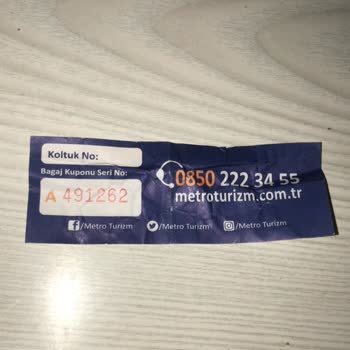 Koltuk No:
Bagaj Kuponu Seri No:
A 491262
0850 222 34 55
metroturizm.com.tr
/Metro Turizm /Metro Turizm /Metro Turizm